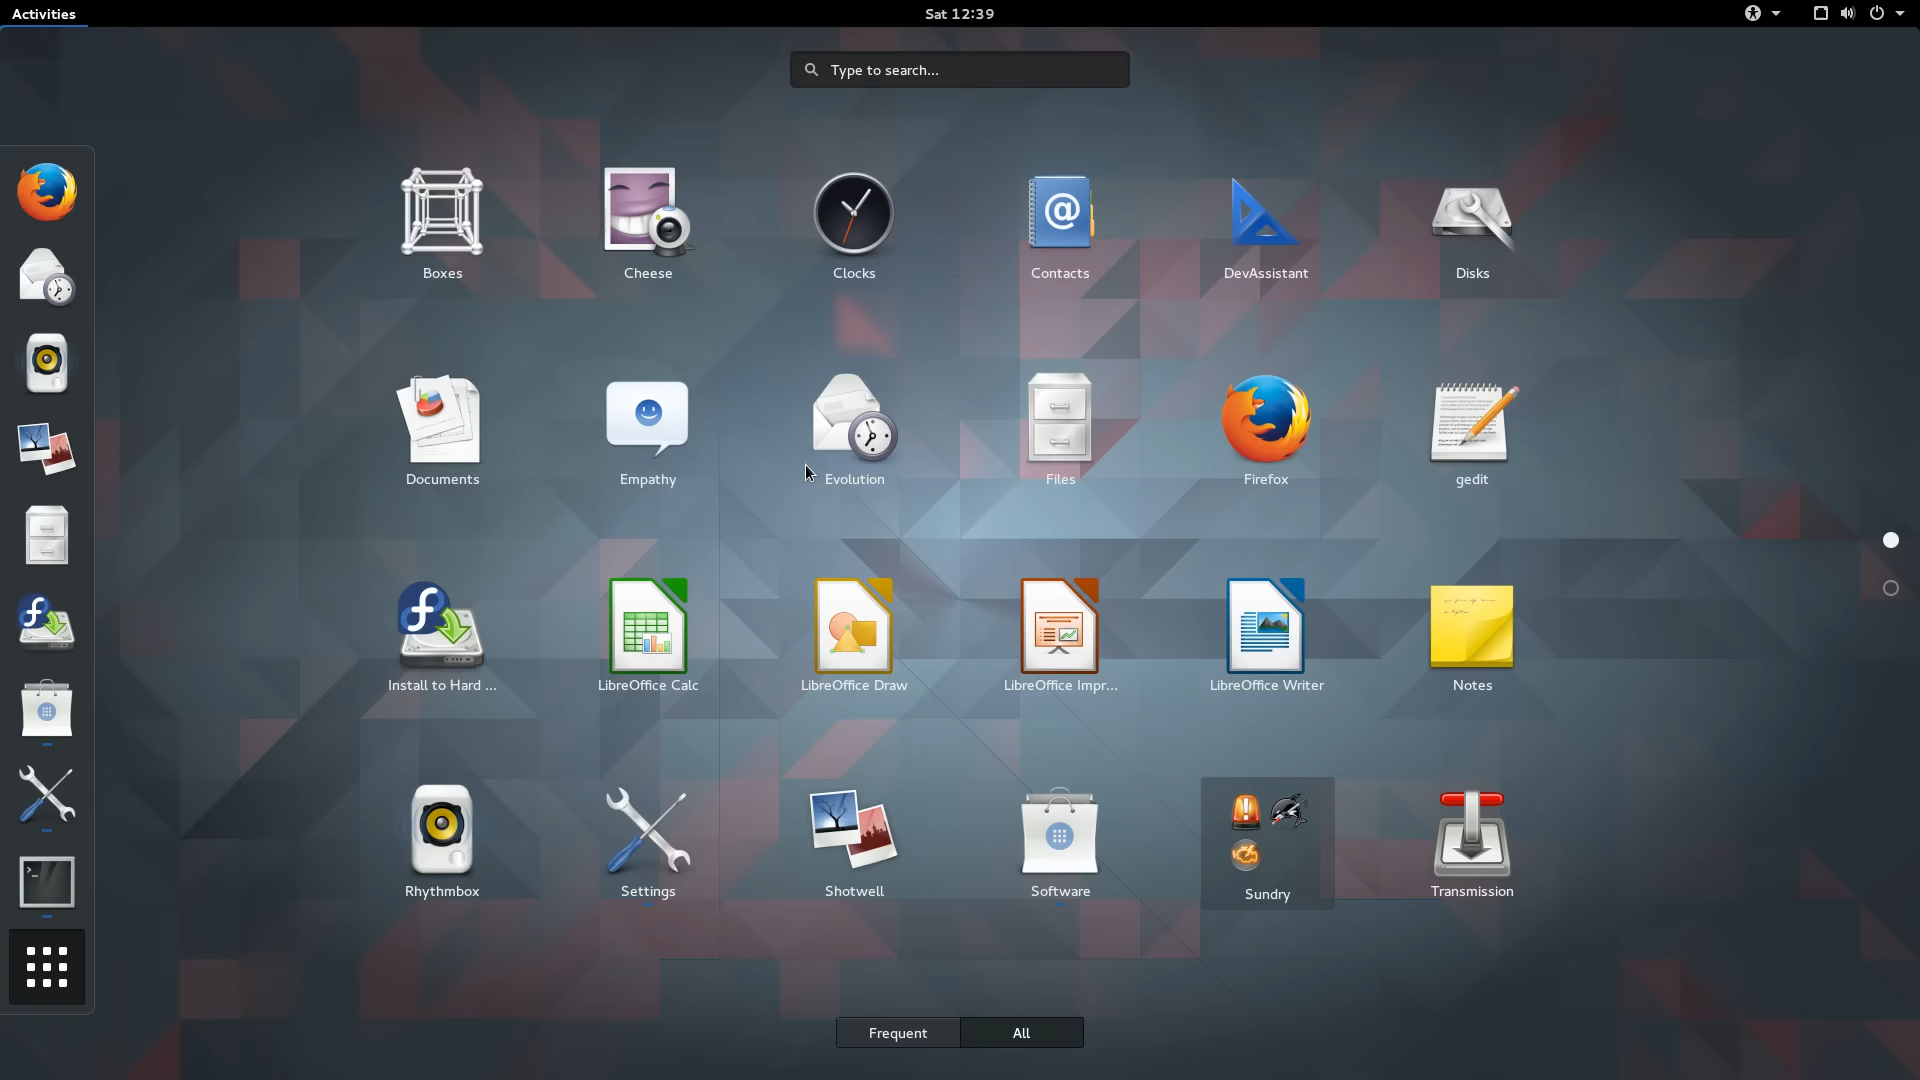 Activities
Sat 12:39
Type to search...
Boxes
Cheese
Clocks
Contacts
DevAssistant
Disks
Documents
Empathy
Evolution
Files
Firefox
gedit
Install to Hard ...
LibreOffice Calc
LibreOffice Draw
LibreOffice Impr...
LibreOffice Writer
Notes
Rhythmbox
Settings
Shotwell
Software
Sundry
Transmission
Frequent
All